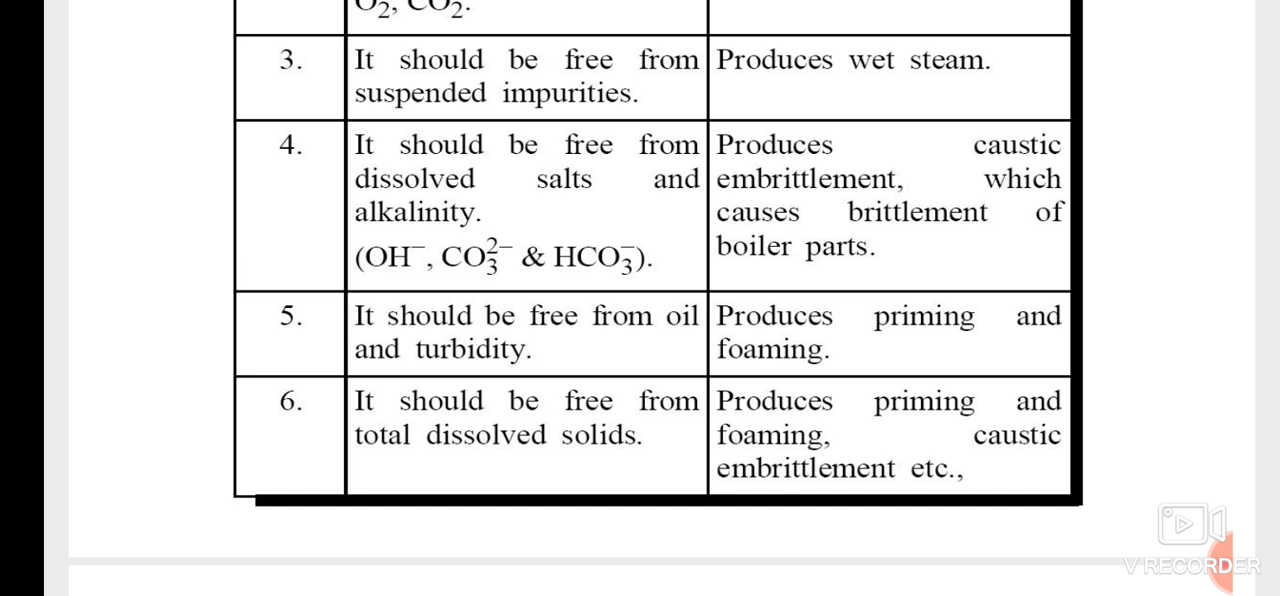 O₂, CO₂.
3. It should be free from Produces wet steam.
suspended impurities.
4. It should be free from Produces caustic
dissolved salts and embrittlement, which
alkalinity. causes brittlement of
(OH⁻, CO₃²⁻ & HCO₃⁻). boiler parts.
5. It should be free from oil Produces priming and
and turbidity. foaming.
6. It should be free from Produces priming and
total dissolved solids. foaming, caustic
embrittlement etc.,
V RECORDER